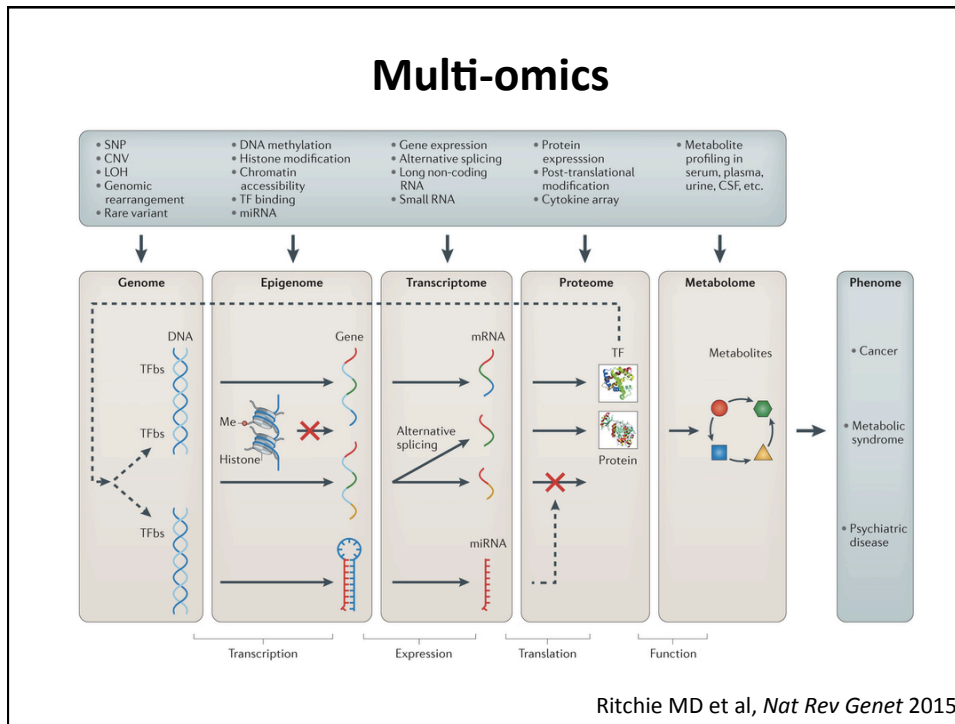 Multi-omics
• SNP
• CNV
• LOH
• Genomic
rearrangement
• Rare variant
• DNA methylation
• Histone modification
• Chromatin
accessibility
• TF binding
• miRNA
• Gene expression
• Alternative splicing
• Long non-coding
RNA
• Small RNA
• Protein
expresssion
• Post-translational
modification
• Cytokine array
• Metabolite
profiling in
serum, plasma,
urine, CSF, etc.
Genome
Epigenome
Transcriptome
Proteome
Metabolome
Phenome
DNA
TFbs
TFbs
TFbs
Gene
Me
Histone
mRNA
Alternative
splicing
miRNA
TF
Protein
Metabolites
• Cancer
• Metabolic
syndrome
• Psychiatric
disease
Transcription
Expression
Translation
Function
Ritchie MD et al, Nat Rev Genet 2015